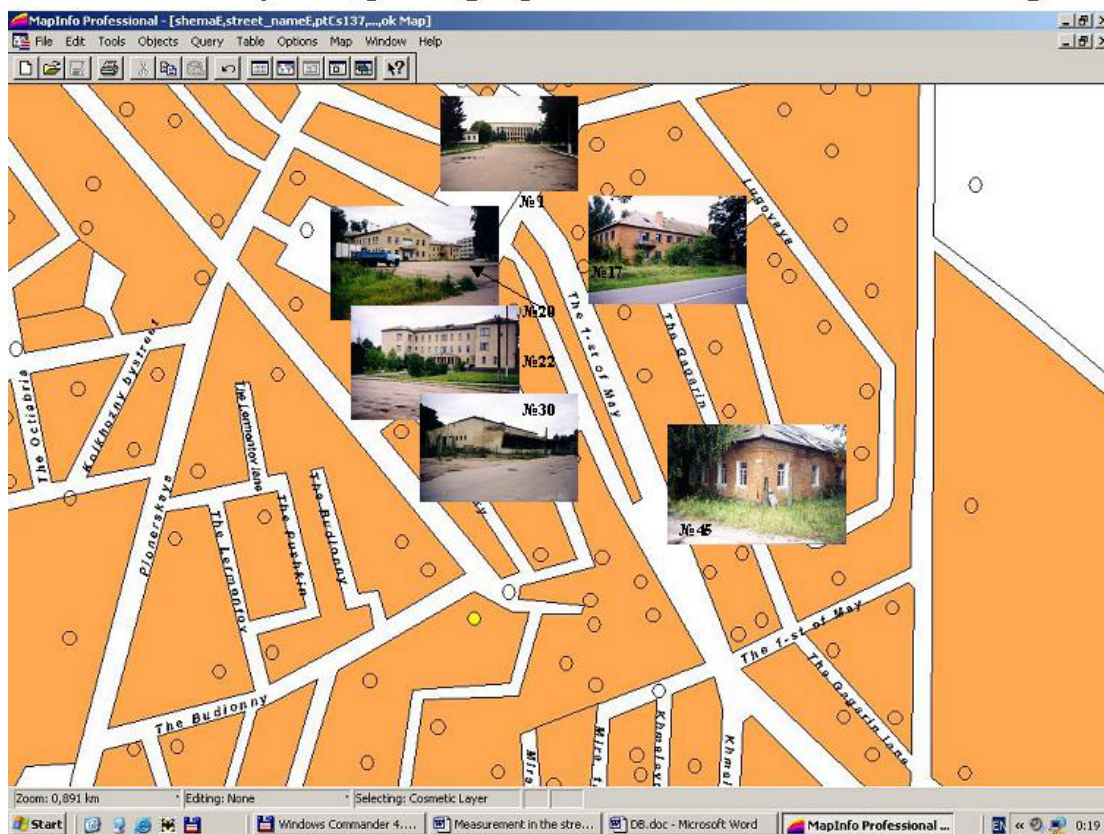 MapInfo Professional - [shemaE,street_nameE,ptCs137,...,ok Map]
File Edit Tools Objects Query Table Options Map Window Help
№1
Lugovaya
№17
The 1-st of May
The Gagarin
№20
№22
№30
№45
The Octiabria
Kolkhozny bystreet
Pionerskaya
The Lermontov lane
The Pushkin
The Budionny
The Lermontov
The 1-st of May
The Gagarin lane
The Budionny
Mira
Mira
Zoom: 0,891 km
Editing: None
Selecting: Cosmetic Layer
Start
Windows Commander 4....
Measurement in the stre...
DB.doc - Microsoft Word
MapInfo Professional ...
EN
0:19